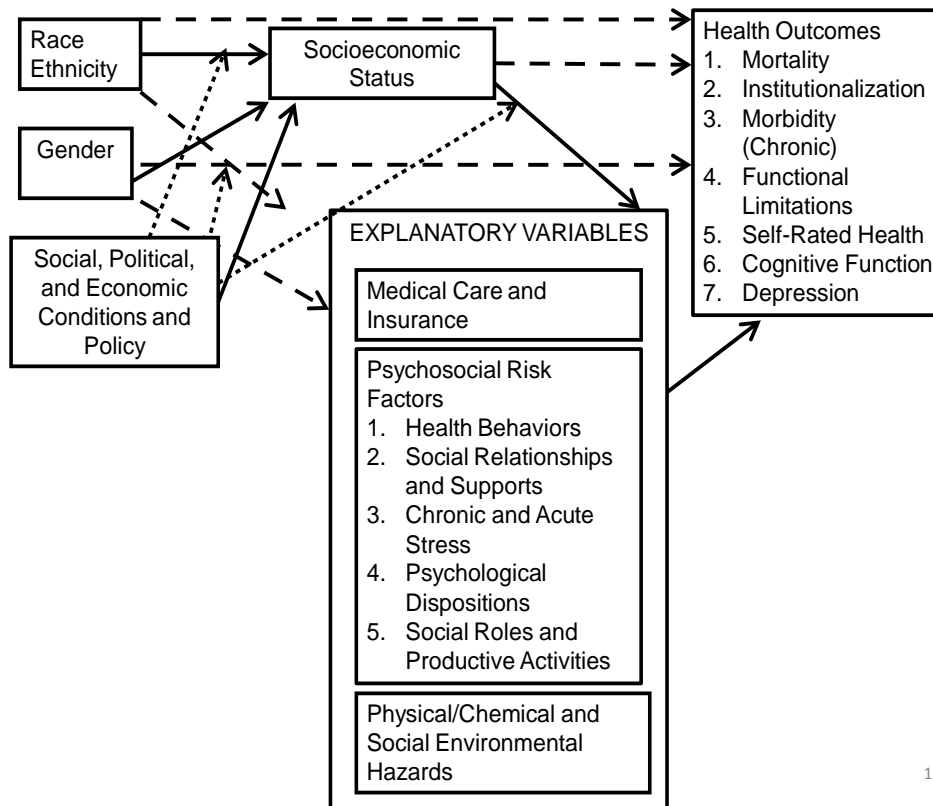 Race
Ethnicity
Socioeconomic
Status
Gender
Social, Political,
and Economic
Conditions and
Policy
Health Outcomes
1. Mortality
2. Institutionalization
3. Morbidity
(Chronic)
4. Functional
Limitations
5. Self-Rated Health
6. Cognitive Function
7. Depression
EXPLANATORY VARIABLES
Medical Care and
Insurance
Psychosocial Risk
Factors
1. Health Behaviors
2. Social Relationships
and Supports
3. Chronic and Acute
Stress
4. Psychological
Dispositions
5. Social Roles and
Productive Activities
Physical/Chemical and
Social Environmental
Hazards
1